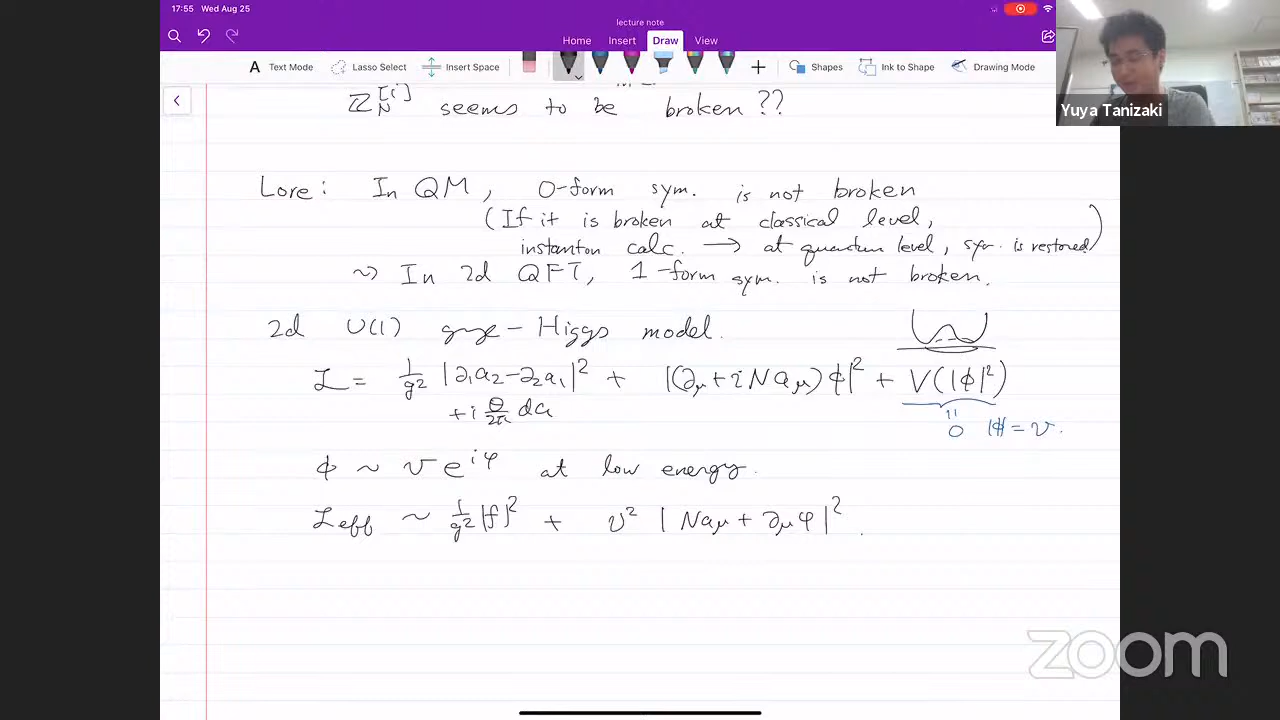 17:55 Wed Aug 25
lecture note
Home Insert Draw View
Text Mode Lasso Select Insert Space Shapes Ink to Shape Drawing Mode
Yuya Tanizaki
Z_N^[1] seems to be broken ??
Lore: In QM, 0-form sym. is not broken
(If it is broken at classical level,
instanton calc. → at quantum level, sym. is restored)
⇝ In 2d QFT, 1-form sym. is not broken.
2d U(1) gauge-Higgs model.
L = 1/g² |∂₁a₂-∂₂a₁|² + |(∂μ+iNaμ)ϕ|² + V(|ϕ|²)
+i θ/2π da
0 |ϕ|=v.
ϕ ~ v e^{iφ} at low energy.
L_eff ~ 1/g² |f|² + v² |Naμ+∂μφ|².
zoom